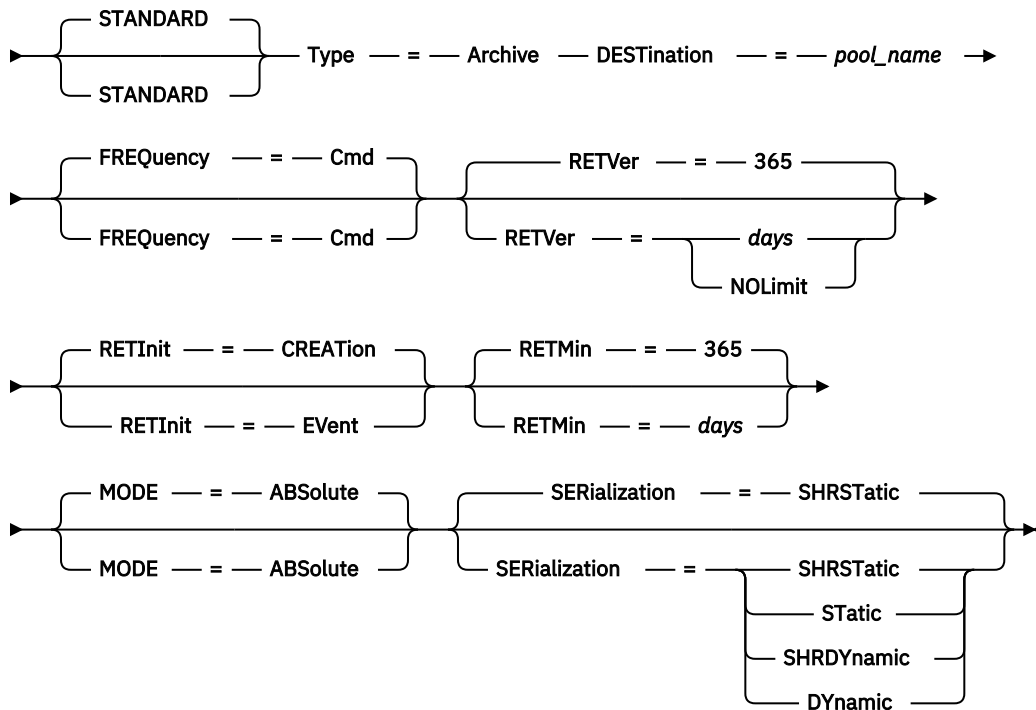 STANDARD
Type = Archive DESTination = pool_name
STANDARD
FREQuency = Cmd RETVer = 365
FREQuency = Cmd RETVer = days
NOLimit
RETInit = CREATion RETMin = 365
RETInit = EVent RETMin = days
MODE = ABSolute SERialization = SHRSTatic
MODE = ABSolute SERialization = SHRSTatic
STatic
SHRDYnamic
DYnamic